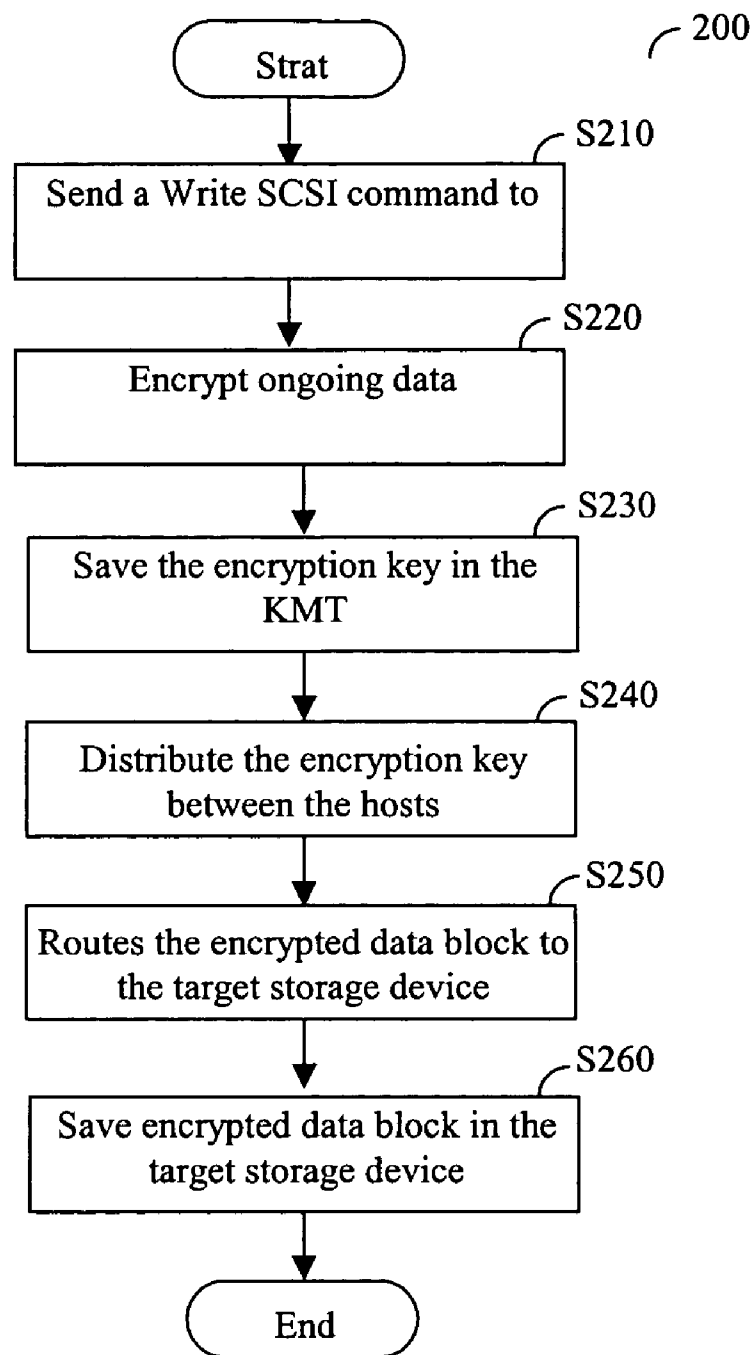 200
Strat
S210
Send a Write SCSI command to
S220
Encrypt ongoing data
S230
Save the encryption key in the
KMT
S240
Distribute the encryption key
between the hosts
S250
Routes the encrypted data block to
the target storage device
S260
Save encrypted data block in the
target storage device
End